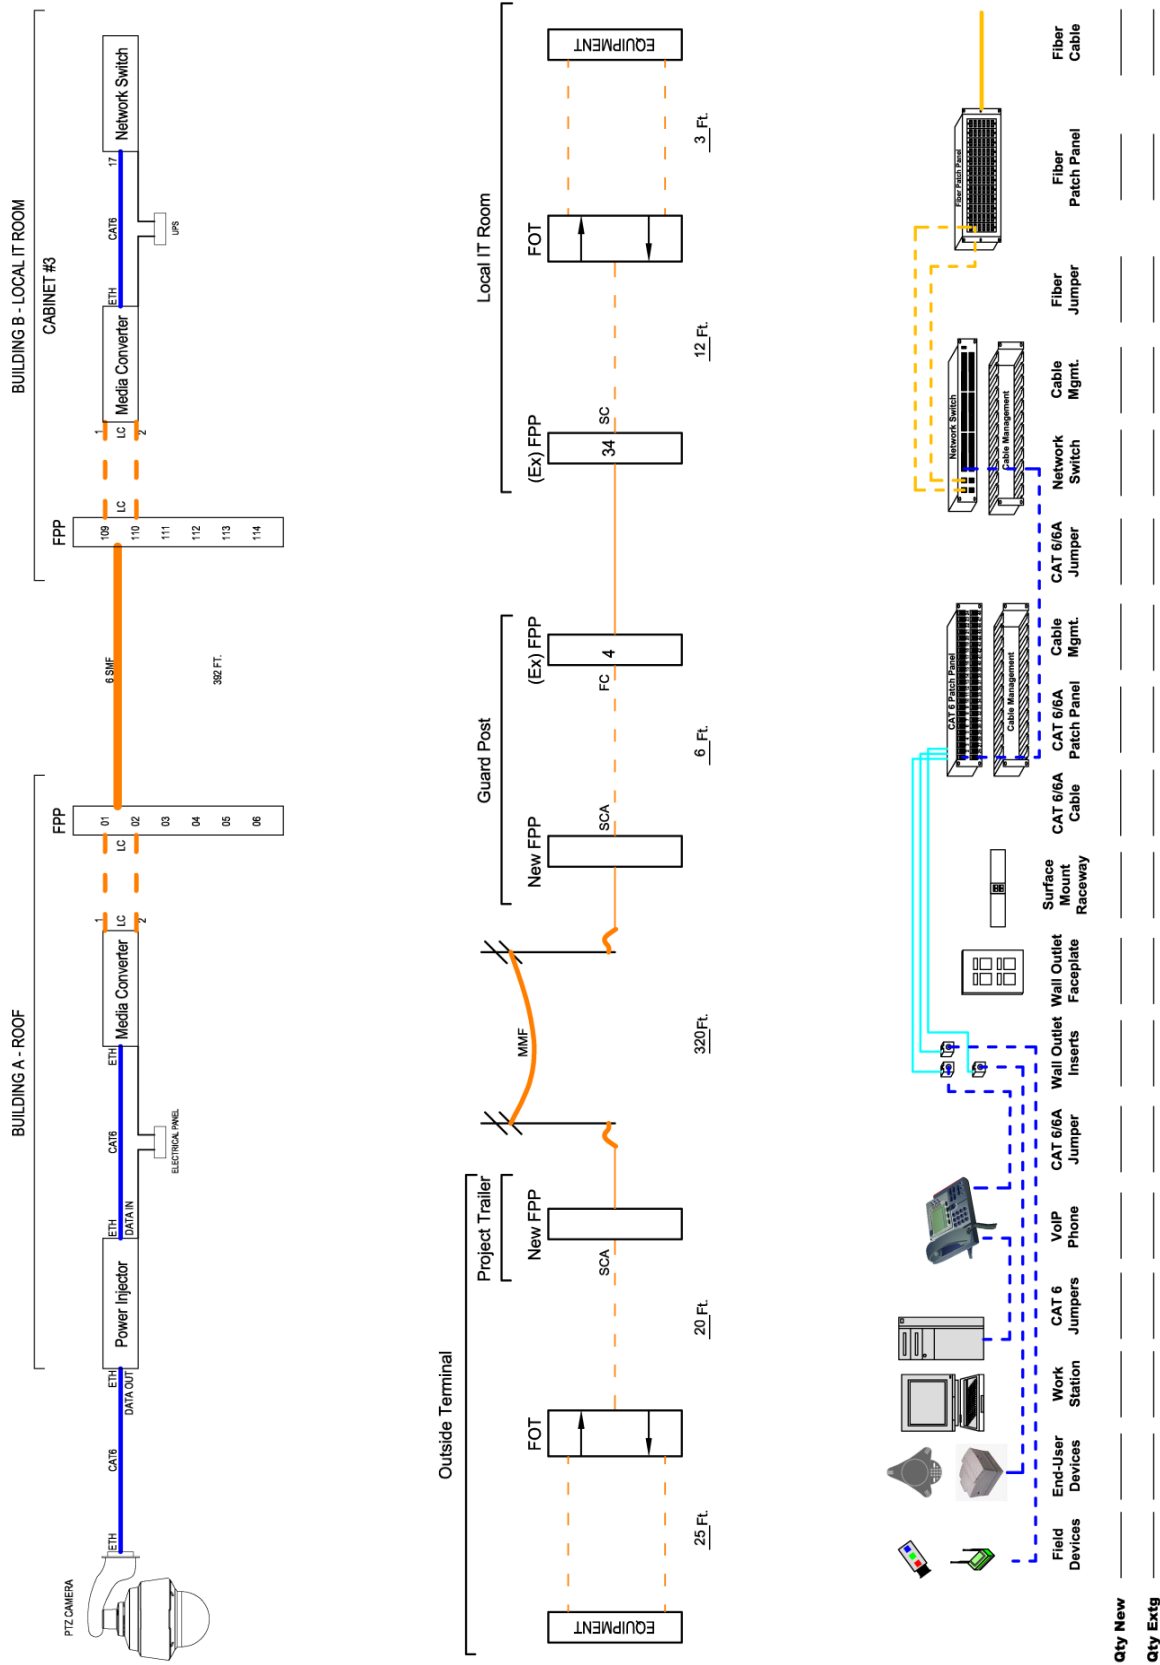 BUILDING A - ROOF
BUILDING B - LOCAL IT ROOM
CABINET #3
PTZ CAMERA
ETH
CAT6
ETH
DATA OUT
Power Injector
ETH
DATA IN
CAT6
ELECTRICAL PANEL
ETH
Media Converter
1
LC
2
LC
FPP
01
02
03
04
05
06
6 SMF
392 FT.
FPP
109
110
111
112
113
114
LC
1
LC
2
Media Converter
ETH
CAT6
UPS
17
Network Switch
Outside Terminal
Project Trailer
Guard Post
Local IT Room
EQUIPMENT
25 Ft.
FOT
20 Ft.
SCA
New FPP
MMF
320Ft.
New FPP
SCA
6 Ft.
FC
(Ex) FPP
4
(Ex) FPP
34
SC
12 Ft.
FOT
3 Ft.
EQUIPMENT
CAT 6 Patch Panel
Cable Management
Network Switch
Cable Management
Fiber Patch Panel
Field
Devices
End-User
Devices
Work
Station
CAT 6
Jumpers
VoIP
Phone
CAT 6/6A
Jumper
Wall Outlet
Inserts
Wall Outlet
Faceplate
Surface
Mount
Raceway
CAT 6/6A
Cable
CAT 6/6A
Patch Panel
Cable
Mgmt.
CAT 6/6A
Jumper
Network
Switch
Cable
Mgmt.
Fiber
Jumper
Fiber
Patch Panel
Fiber
Cable
Qty New
Qty Extg